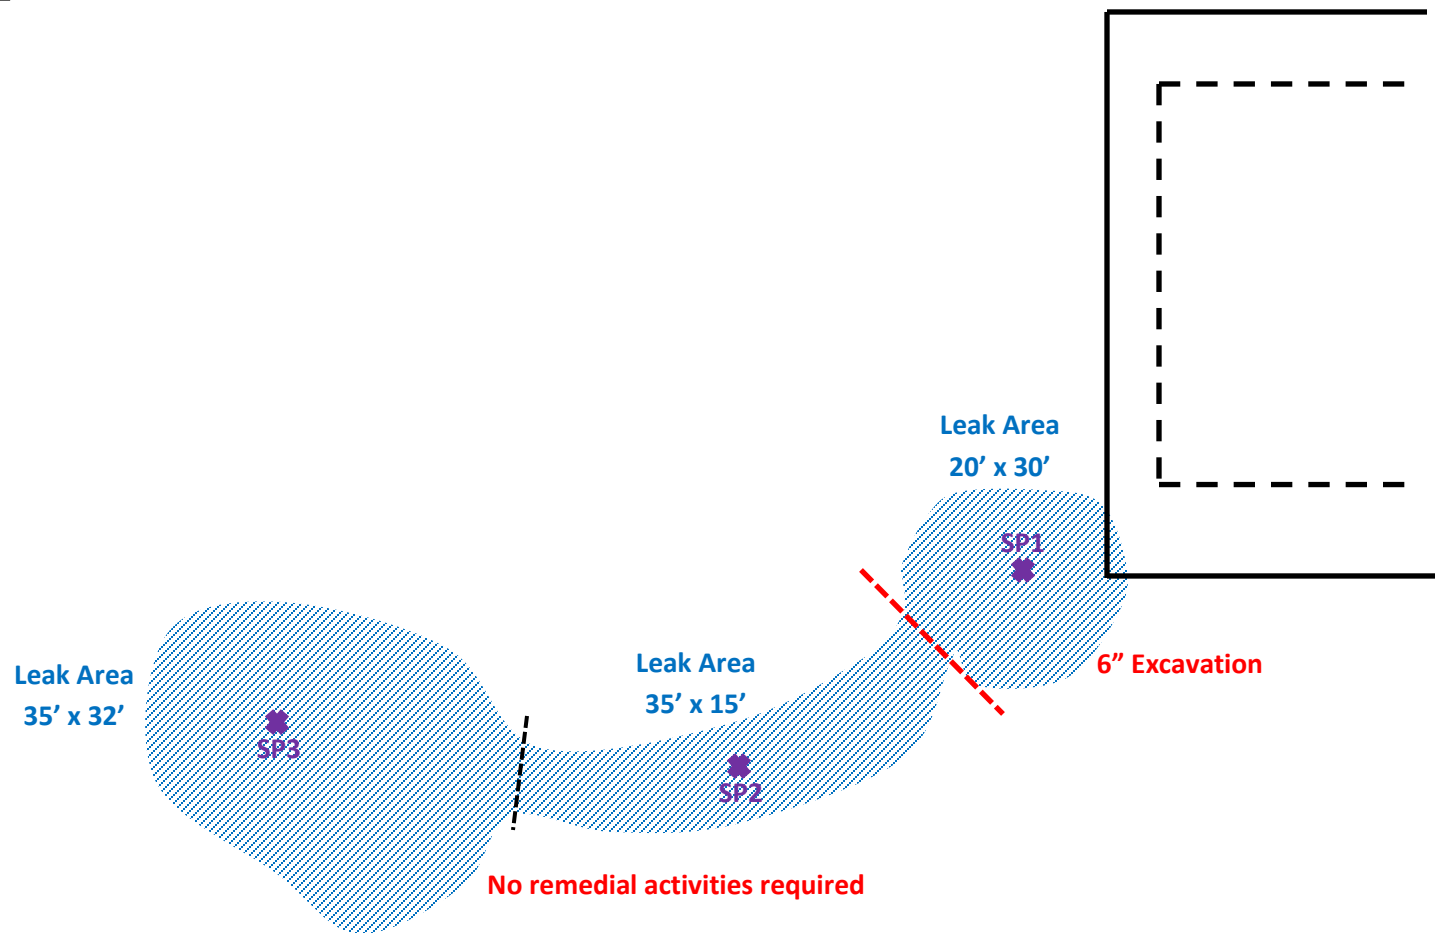 Leak Area
20’ x 30’
SP1
6” Excavation
Leak Area
35’ x 15’
SP2
Leak Area
35’ x 32’
SP3
No remedial activities required